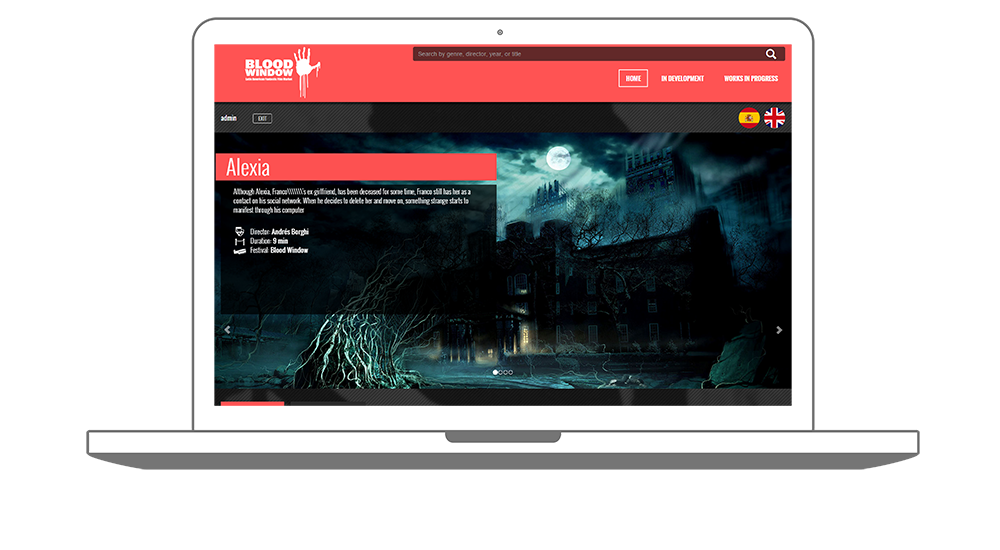 BLOOD
WINDOW
Search by genre, director, year, or title
HOME
IN DEVELOPMENT
WORKS IN PROGRESS
admin
EXIT
Alexia
Although Alexia, Franco\\\\\\\\'s ex girlfriend, has been deceased for some time, Franco still has her as a
contact on his social network. When he decides to delete her and move on, something strange starts to
manifest through his computer
Director: Andrés Borghi
Duration: 9 min
Festival: Blood Window